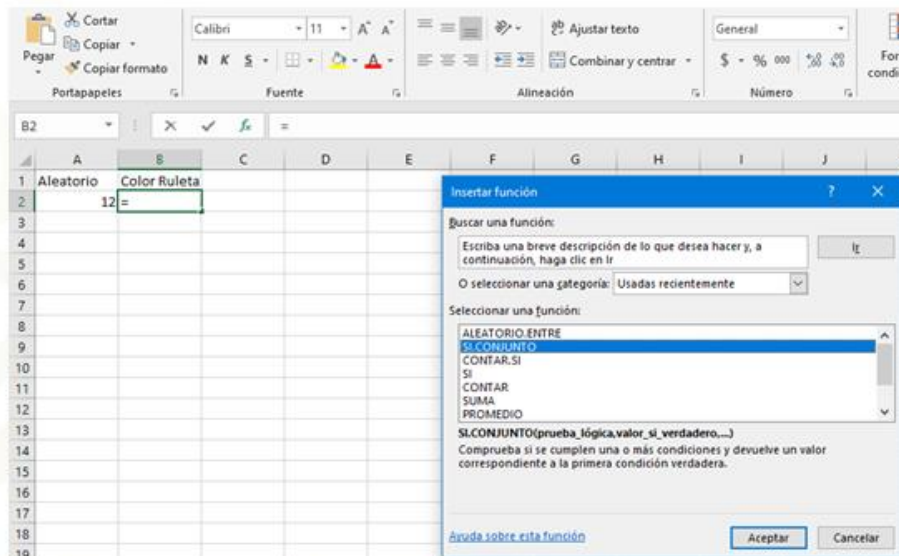 Cortar
Calibri 11 A A ab Ajustar texto General
Copiar
Pegar Copiar formato N K S A Combinar y centrar $ % 000 For
condi
Portapapeles Fuente Alineación Número
B2 fx =
A B C D E F G H I J
1 Aleatorio Color Ruleta
2 12 =
3
4
5
6
7
8
9
10
11
12
13
14
15
16
17
18
19
Insertar función ? ×
Buscar una función:
Escriba una breve descripción de lo que desea hacer y, a
continuación, haga clic en Ir
Ir
O seleccionar una categoría: Usadas recientemente
Seleccionar una función:
ALEATORIO.ENTRE
SI.CONJUNTO
CONTAR.SI
SI
CONTAR
SUMA
PROMEDIO
SI.CONJUNTO(prueba_lógica,valor_si_verdadero,...)
Comprueba si se cumplen una o más condiciones y devuelve un valor
correspondiente a la primera condición verdadera.
Ayuda sobre esta función Aceptar Cancelar